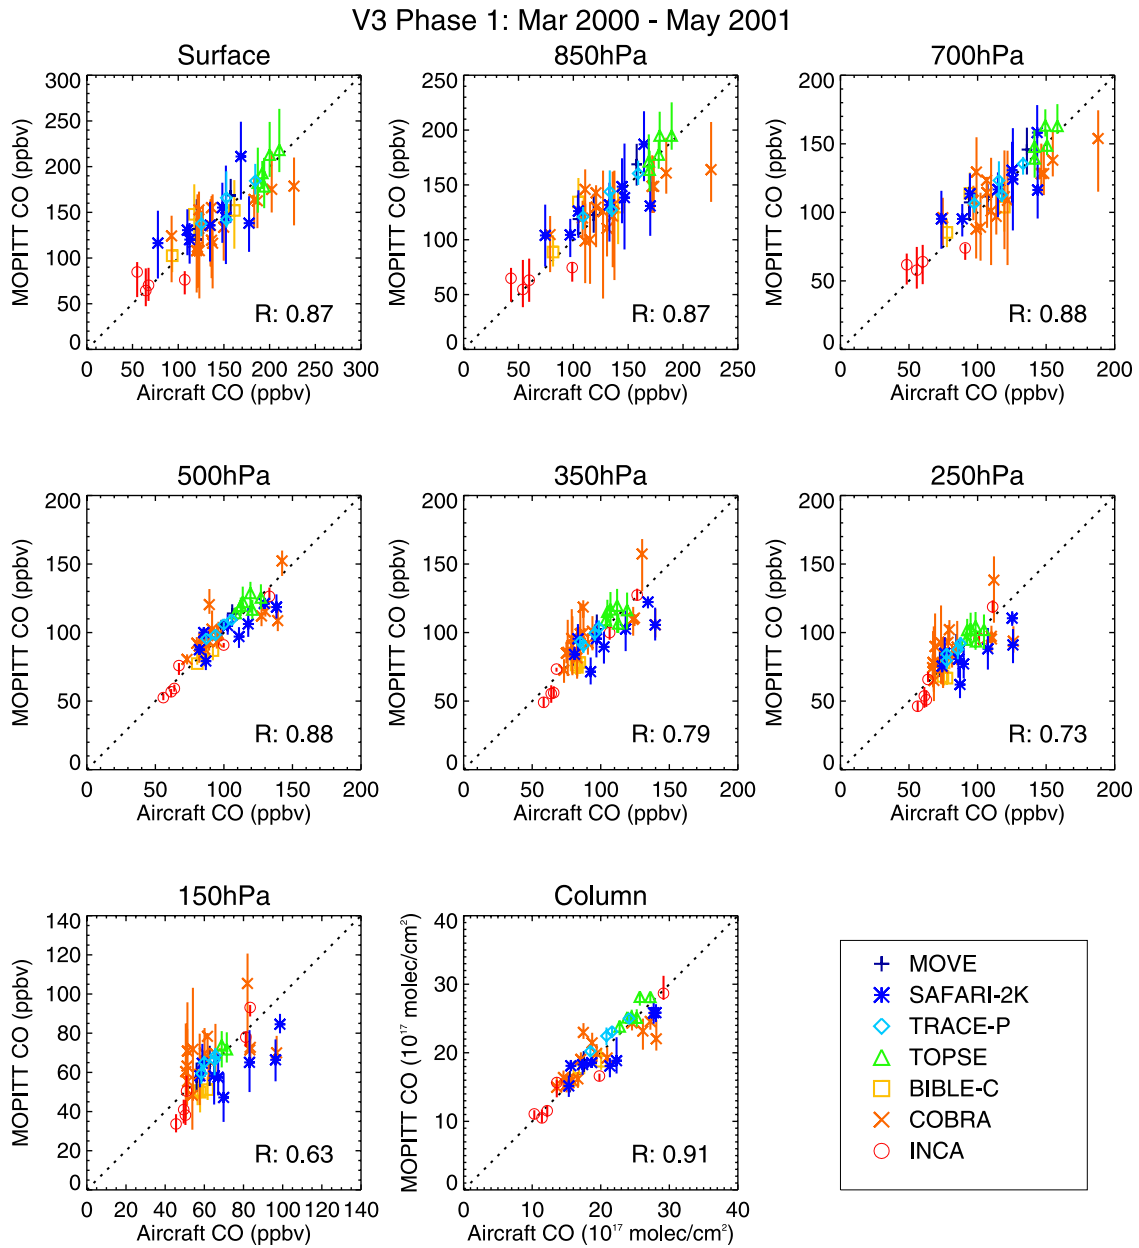 V3 Phase 1: Mar 2000 - May 2001
Surface
MOPITT CO (ppbv)
300
250
200
150
100
50
0
R: 0.87
0 50 100 150 200 250 300
Aircraft CO (ppbv)
850hPa
MOPITT CO (ppbv)
250
200
150
100
50
0
R: 0.87
0 50 100 150 200 250
Aircraft CO (ppbv)
700hPa
MOPITT CO (ppbv)
200
150
100
50
0
R: 0.88
0 50 100 150 200
Aircraft CO (ppbv)
500hPa
MOPITT CO (ppbv)
200
150
100
50
0
R: 0.88
0 50 100 150 200
Aircraft CO (ppbv)
350hPa
MOPITT CO (ppbv)
200
150
100
50
0
R: 0.79
0 50 100 150 200
Aircraft CO (ppbv)
250hPa
MOPITT CO (ppbv)
200
150
100
50
0
R: 0.73
0 50 100 150 200
Aircraft CO (ppbv)
150hPa
MOPITT CO (ppbv)
140
120
100
80
60
40
20
0
R: 0.63
0 20 40 60 80 100 120 140
Aircraft CO (ppbv)
Column
MOPITT CO (10¹⁷ molec/cm²)
40
30
20
10
0
R: 0.91
0 10 20 30 40
Aircraft CO (10¹⁷ molec/cm²)
MOVE
SAFARI-2K
TRACE-P
TOPSE
BIBLE-C
COBRA
INCA